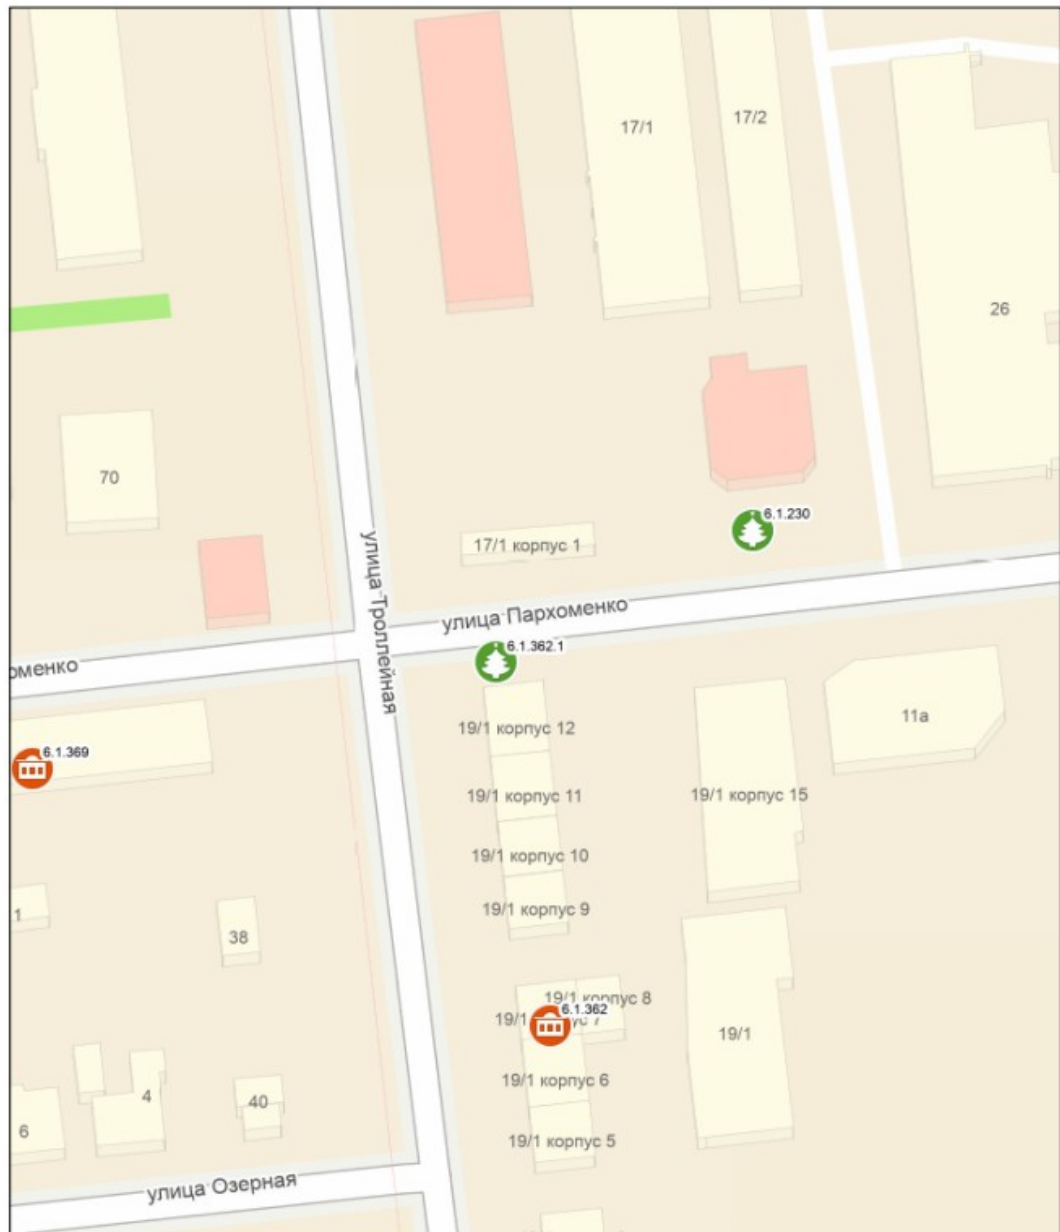 17/1
17/2
26
70
6.1.230
17/1 корпус 1
улица Троллейная
улица Пархоменко
6.1.362.1
оменко
11а
19/1 корпус 12
6.1.369
19/1 корпус 11
19/1 корпус 15
19/1 корпус 10
1
19/1 корпус 9
38
19/1 корпус 8
6.1.362
19/1
7
19/1
19/1 корпус 6
4
40
6
19/1 корпус 5
улица Озерная